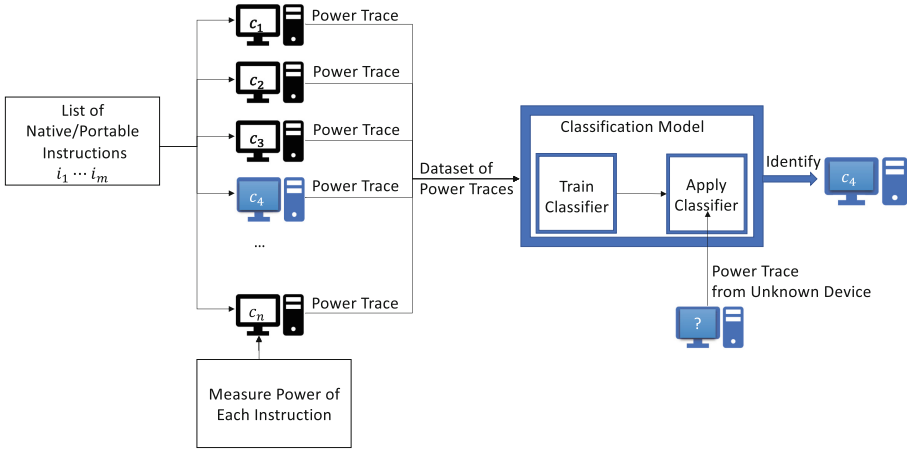 List of
Native/Portable
Instructions
i₁ ⋯ iₘ
c₁
Power Trace
c₂
Power Trace
c₃
Power Trace
c₄
Power Trace
...
cₙ
Power Trace
Measure Power of
Each Instruction
Dataset of
Power Traces
Classification Model
Train
Classifier
Apply
Classifier
Identify
c₄
Power Trace
from Unknown Device
?